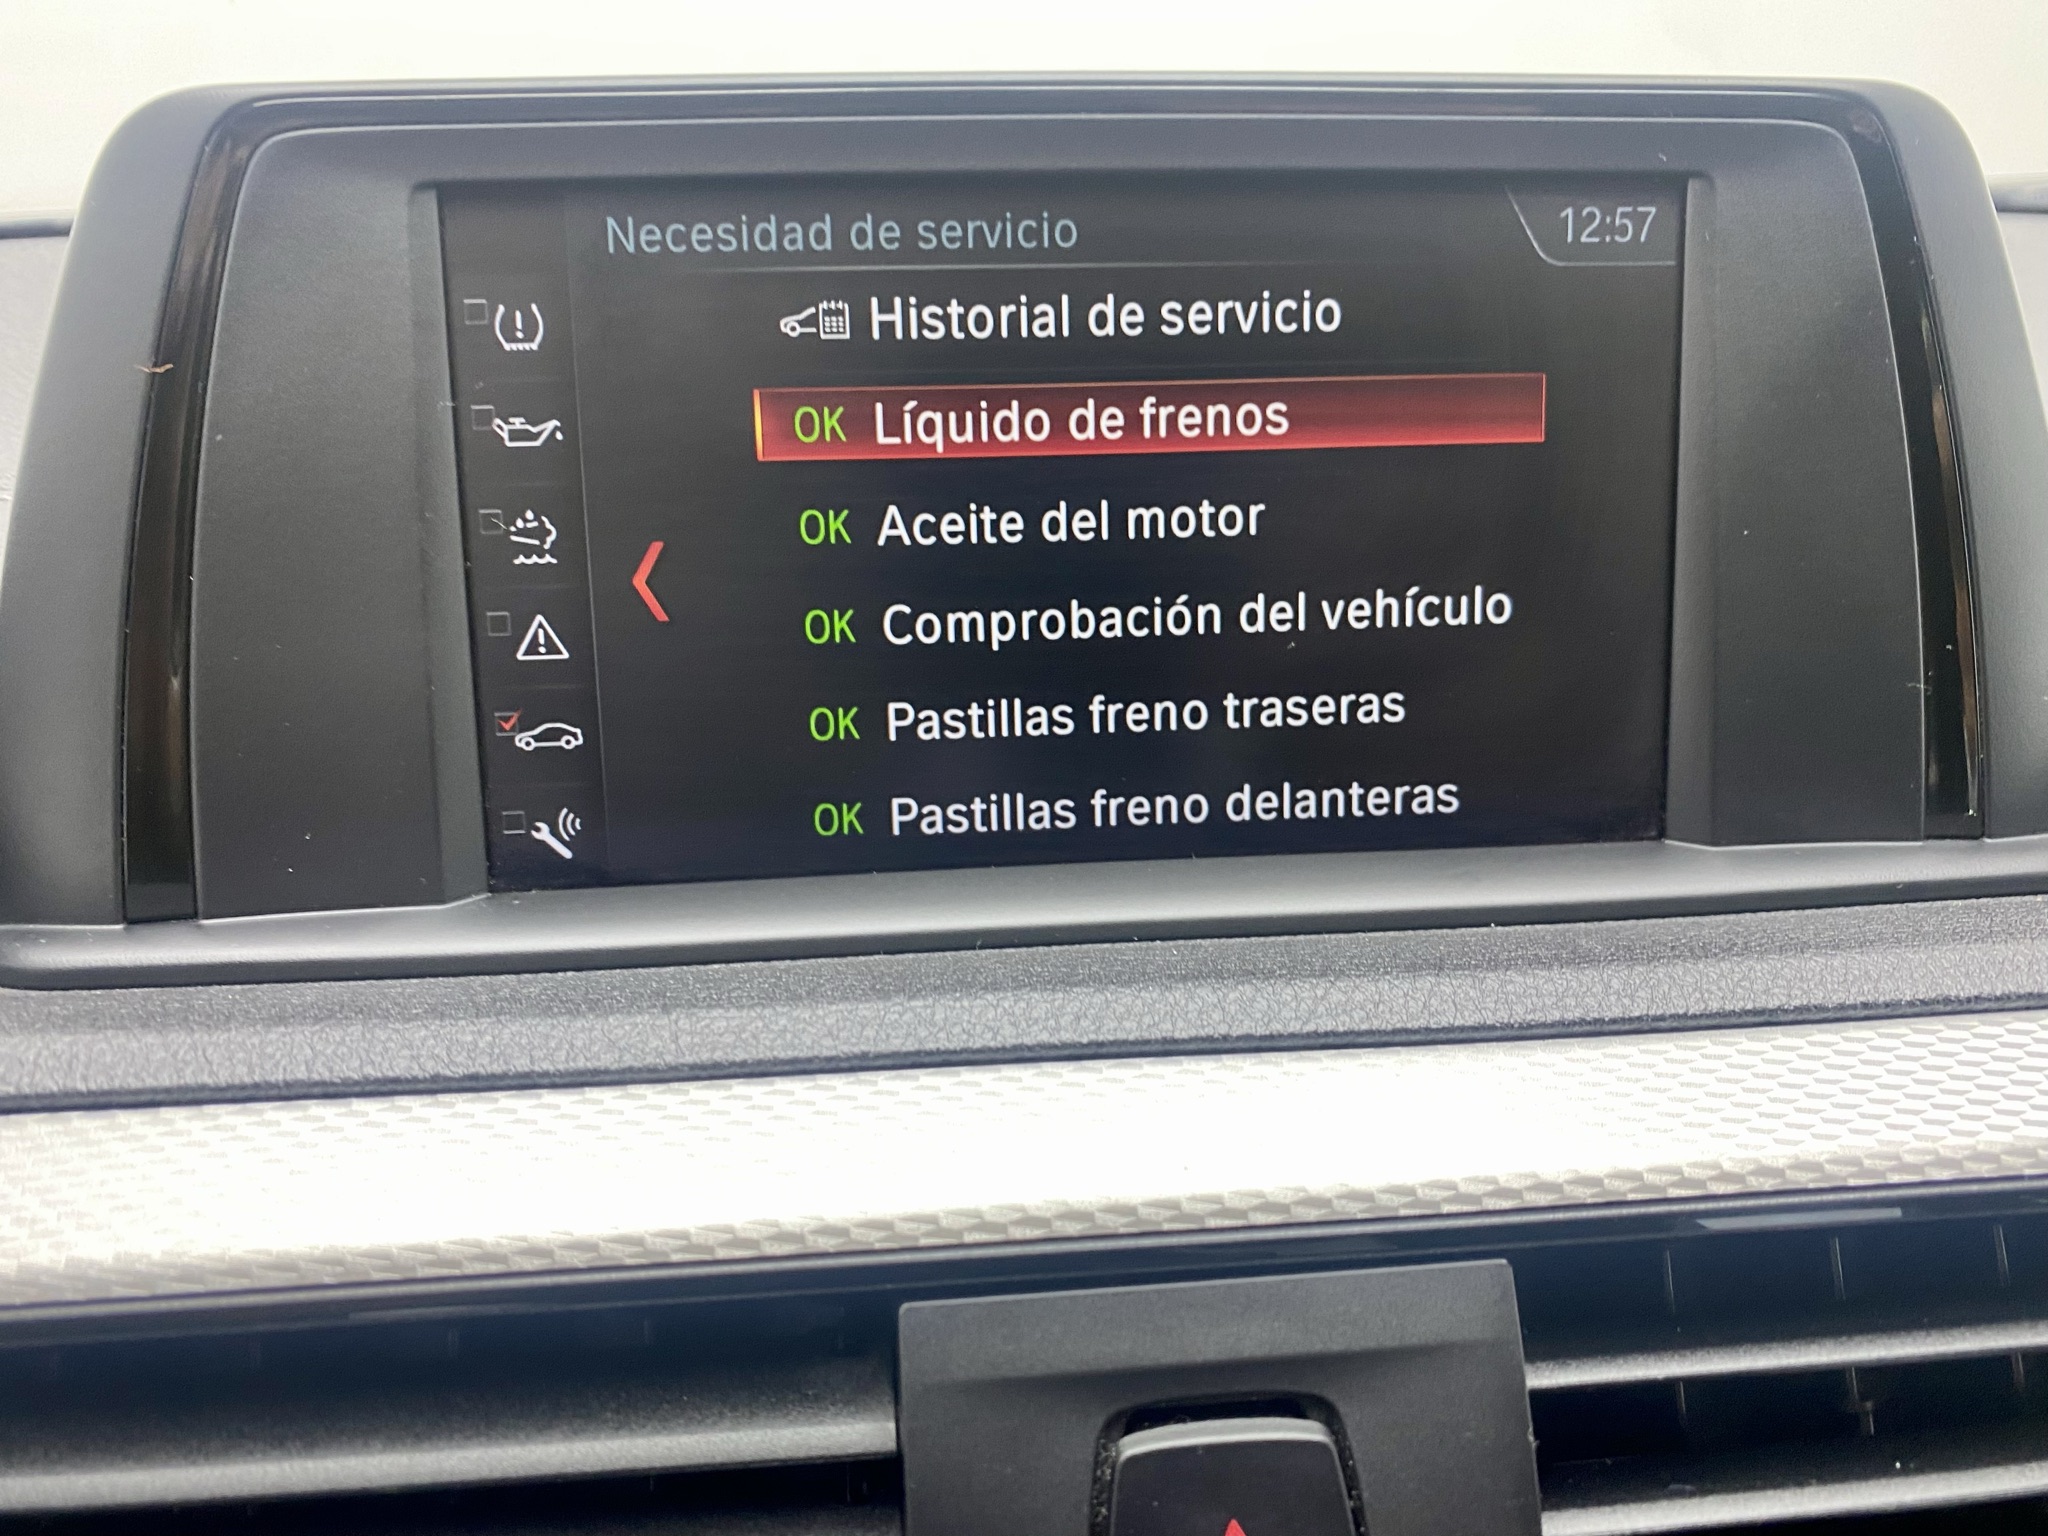 Necesidad de servicio
12:57
Historial de servicio
OK Líquido de frenos
OK Aceite del motor
OK Comprobación del vehículo
OK Pastillas freno traseras
OK Pastillas freno delanteras